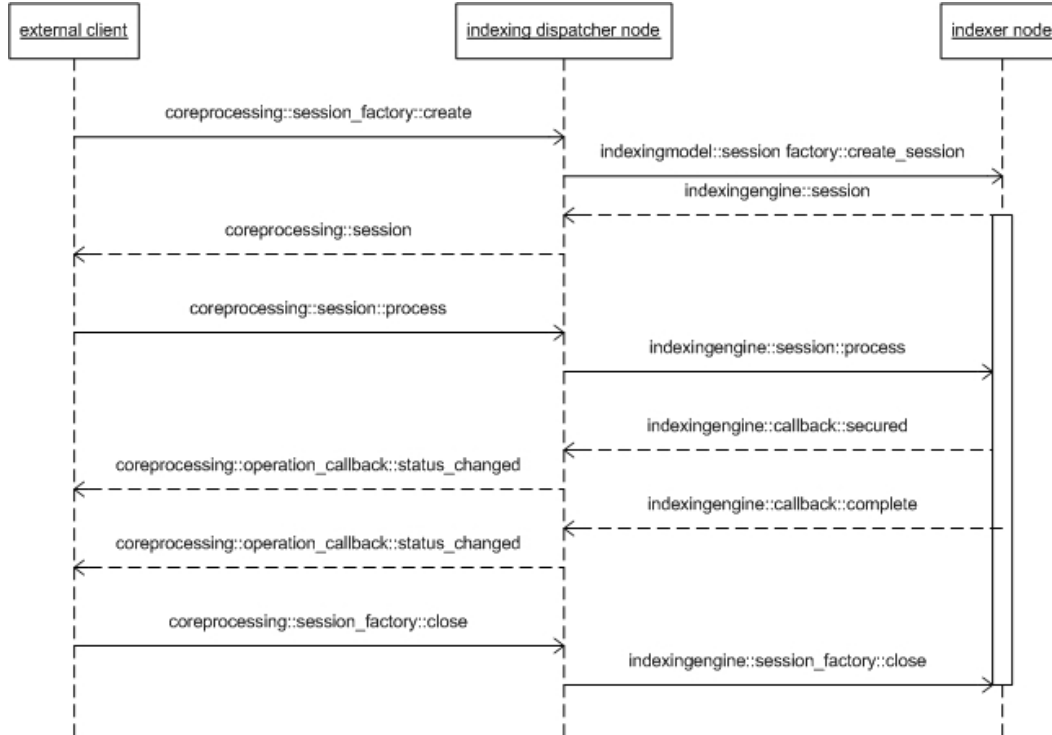 external client
indexing dispatcher node
indexer node
coreprocessing::session_factory::create
indexingmodel::session factory::create_session
indexingengine::session
coreprocessing::session
coreprocessing::session::process
indexingengine::session::process
indexingengine::callback::secured
coreprocessing::operation_callback::status_changed
indexingengine::callback::complete
coreprocessing::operation_callback::status_changed
coreprocessing::session_factory::close
indexingengine::session_factory::close